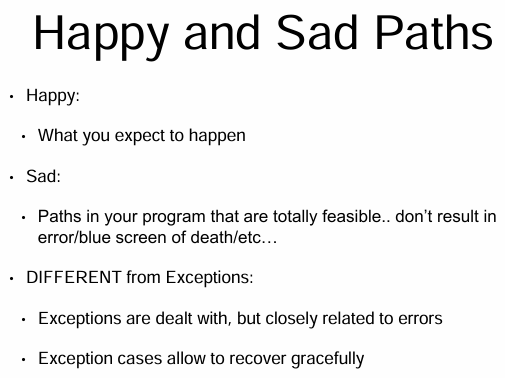 Happy and Sad Paths
• Happy:
• What you expect to happen
• Sad:
• Paths in your program that are totally feasible.. don't result in
error/blue screen of death/etc…
• DIFFERENT from Exceptions:
• Exceptions are dealt with, but closely related to errors
• Exception cases allow to recover gracefully